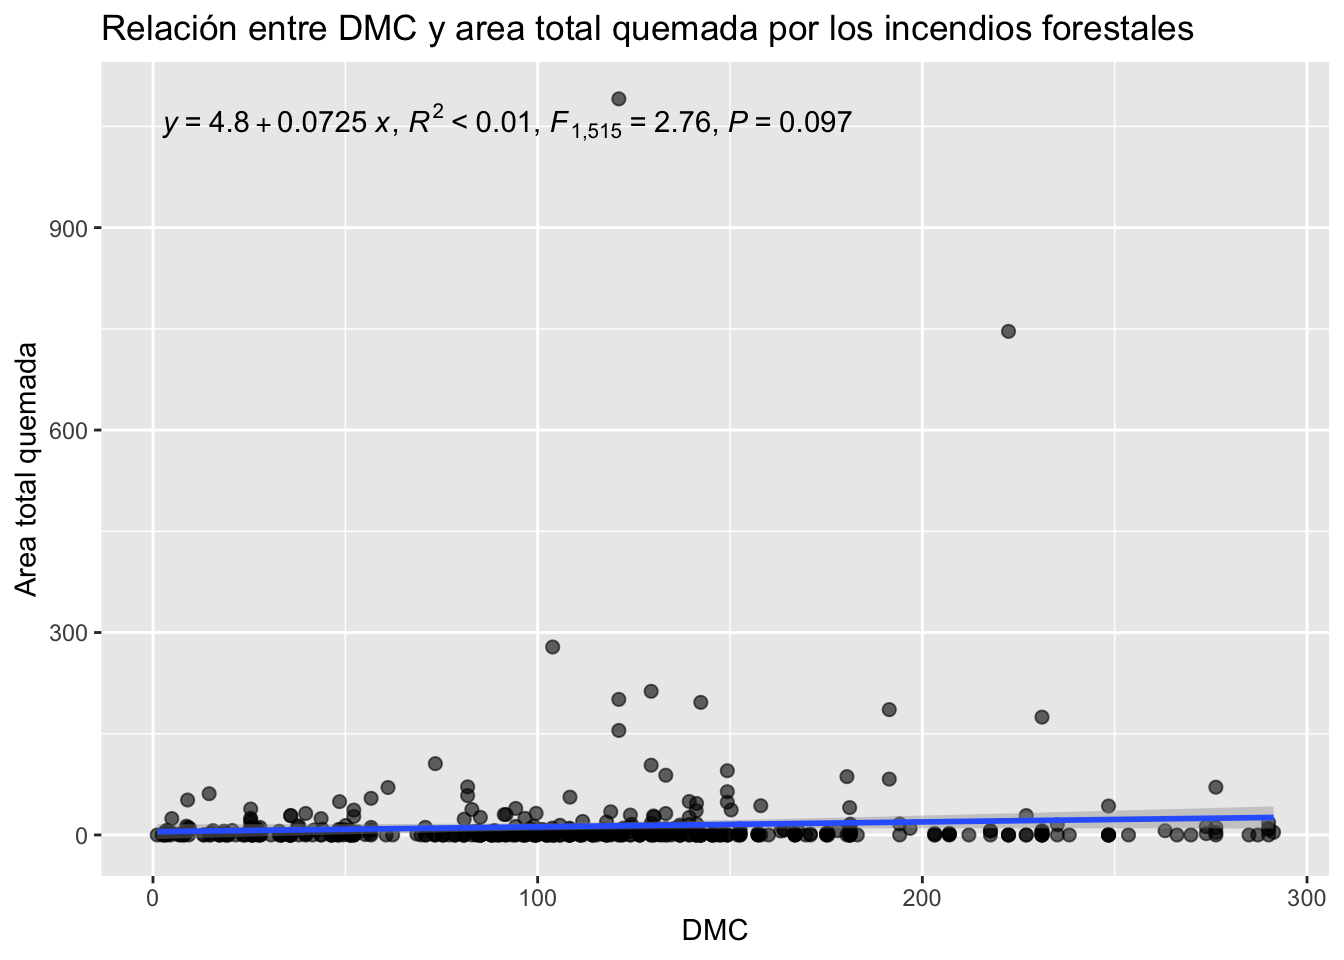 Relación entre DMC y area total quemada por los incendios forestales
y = 4.8 + 0.0725 x, R² < 0.01, F₁,₅₁₅ = 2.76, P = 0.097
900
600
300
0
Area total quemada
0 100 200 300
DMC